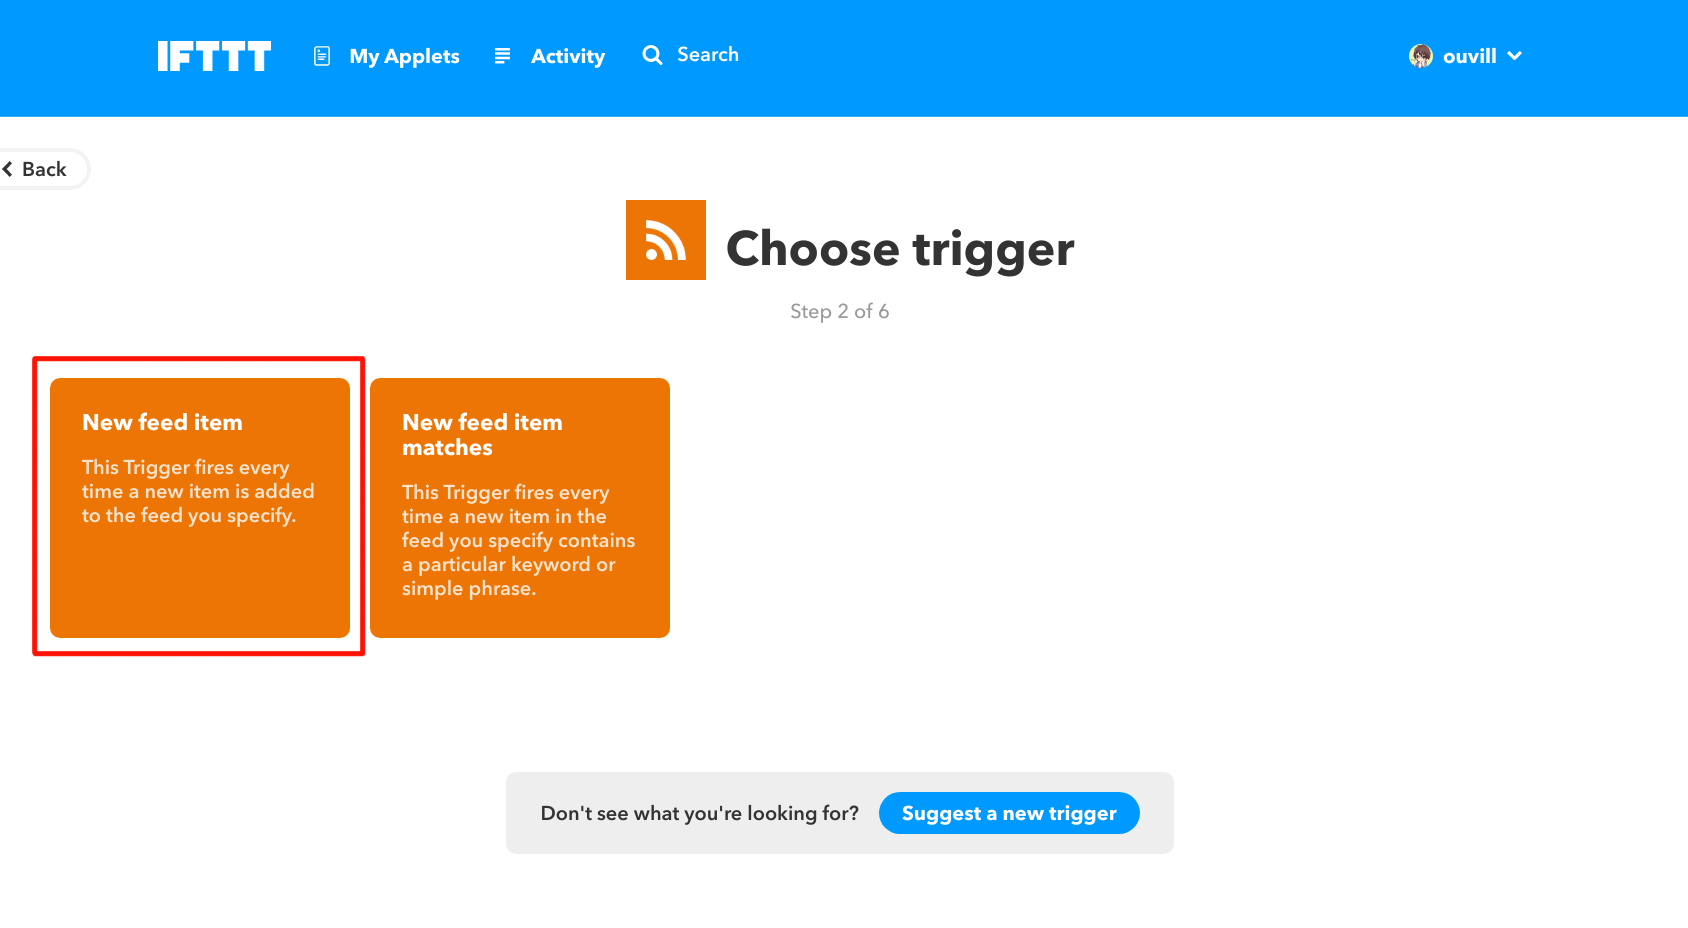 IFTTT
My Applets
Activity
Search
ouvill
Back
Choose trigger
Step 2 of 6
New feed item
This Trigger fires every
time a new item is added
to the feed you specify.
New feed item
matches
This Trigger fires every
time a new item in the
feed you specify contains
a particular keyword or
simple phrase.
Don't see what you're looking for?
Suggest a new trigger